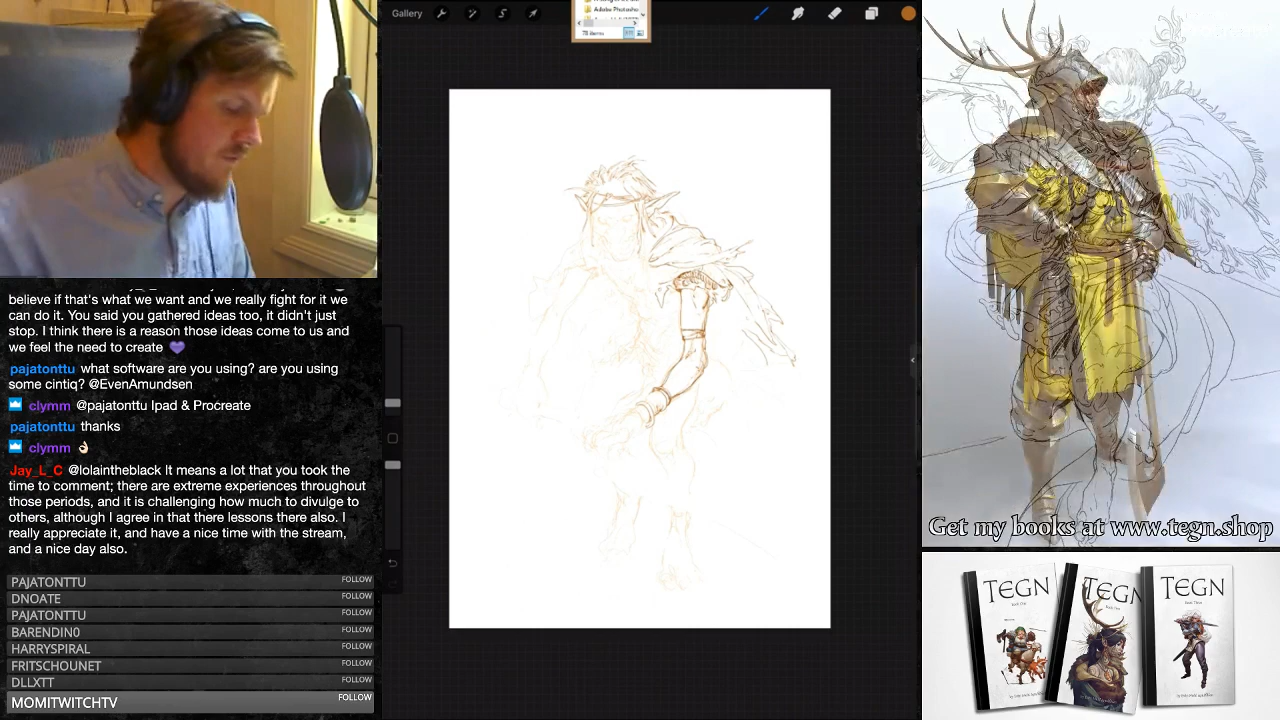 Gallery
Adobe Photosho
78 items
believe if that's what we want and we really fight for it we
can do it. You said you gathered ideas too, it didn't just
stop. I think there is a reason those ideas come to us and
we feel the need to create 💜
pajatonttu what software are you using? are you using
some cintiq? @EvenAmundsen
clymm @pajatonttu Ipad & Procreate
pajatonttu thanks
clymm 👌🏻
Jay_L_C @lolaintheblack It means a lot that you took the
time to comment; there are extreme experiences throughout
those periods, and it is challenging how much to divulge to
others, although I agree in that there lessons there also. I
really appreciate it, and have a nice time with the stream,
and a nice day also.
PAJATONTTU FOLLOW
DNOATE FOLLOW
PAJATONTTU FOLLOW
BARENDIN0 FOLLOW
HARRYSPIRAL FOLLOW
FRITSCHOUNET FOLLOW
DLLXTT FOLLOW
MOMITWITCHTV FOLLOW
Get my books at www.tegn.shop
TEGN
TEGN
TEGN